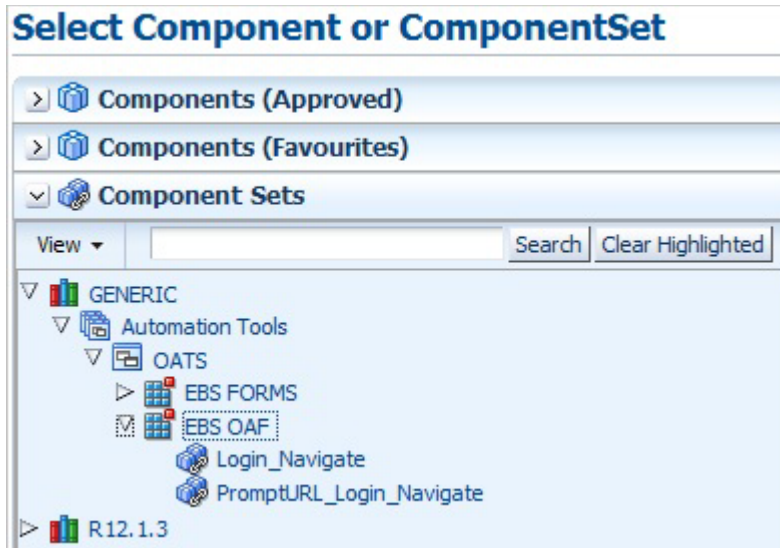 Select Component or ComponentSet
Components (Approved)
Components (Favourites)
Component Sets
View Search Clear Highlighted
GENERIC
Automation Tools
OATS
EBS FORMS
EBS OAF
Login_Navigate
PromptURL_Login_Navigate
R12.1.3